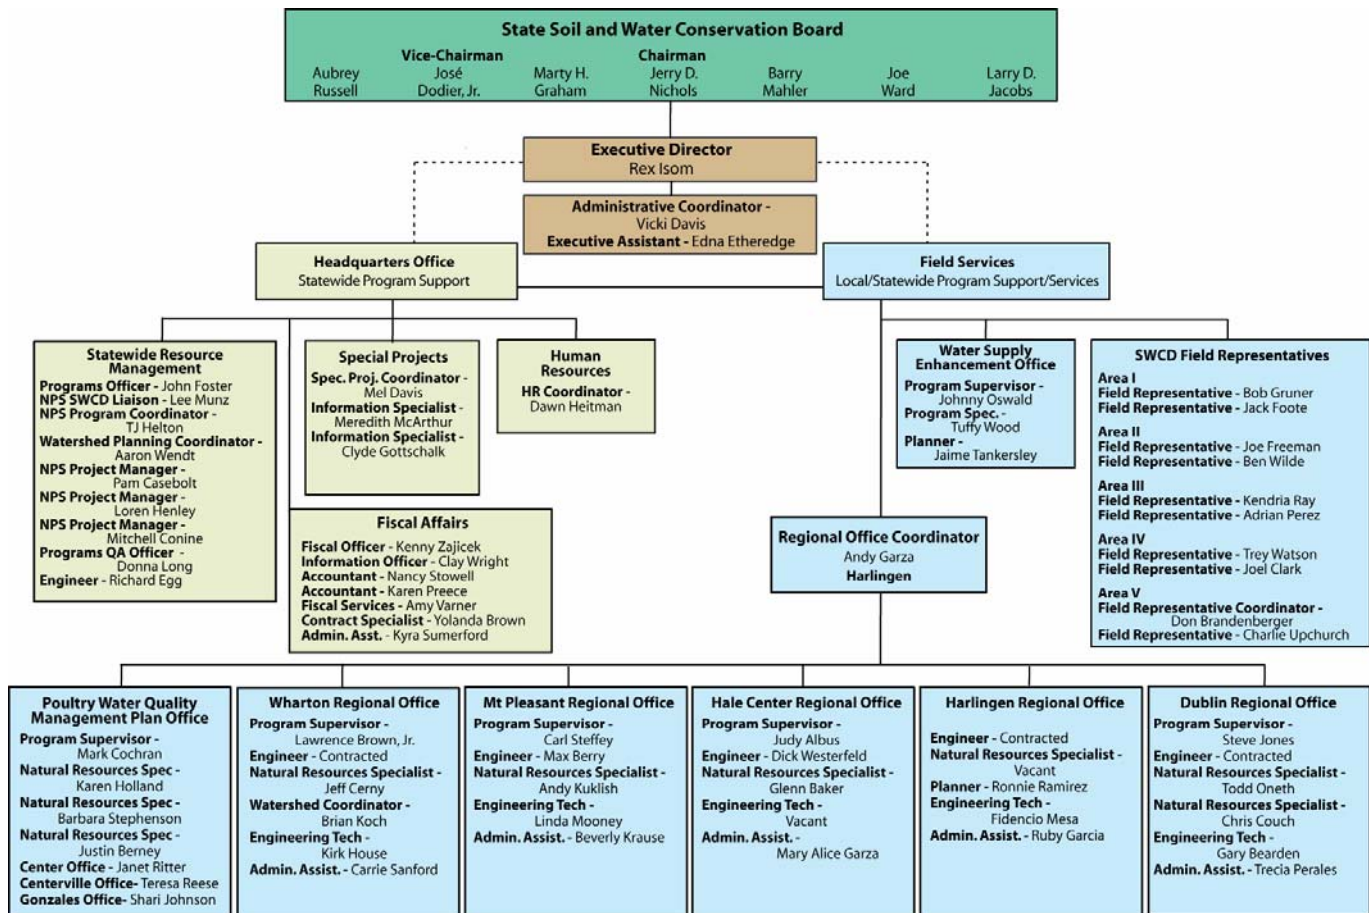 State Soil and Water Conservation Board
Vice-Chairman Chairman
Aubrey José Marty H. Jerry D. Barry Joe Larry D.
Russell Dodier, Jr. Graham Nichols Mahler Ward Jacobs
Executive Director
Rex Isom
Administrative Coordinator -
Vicki Davis
Executive Assistant - Edna Etheredge
Headquarters Office
Statewide Program Support
Field Services
Local/Statewide Program Support/Services
Statewide Resource
Management
Programs Officer - John Foster
NPS SWCD Liaison - Lee Munz
NPS Program Coordinator -
TJ Helton
Watershed Planning Coordinator -
Aaron Wendt
NPS Project Manager -
Pam Casebolt
NPS Project Manager -
Loren Henley
NPS Project Manager -
Mitchell Conine
Programs QA Officer -
Donna Long
Engineer - Richard Egg
Special Projects
Spec. Proj. Coordinator -
Mel Davis
Information Specialist -
Meredith McArthur
Information Specialist -
Clyde Gottschalk
Human
Resources
HR Coordinator -
Dawn Heitman
Fiscal Affairs
Fiscal Officer - Kenny Zajicek
Information Officer - Clay Wright
Accountant - Nancy Stowell
Accountant - Karen Preece
Fiscal Services - Amy Varner
Contract Specialist - Yolanda Brown
Admin. Asst. - Kyra Sumerford
Water Supply
Enhancement Office
Program Supervisor -
Johnny Oswald
Program Spec. -
Tuffy Wood
Planner -
Jaime Tankersley
SWCD Field Representatives
Area I
Field Representative - Bob Gruner
Field Representative - Jack Foote
Area II
Field Representative - Joe Freeman
Field Representative - Ben Wilde
Area III
Field Representative - Kendria Ray
Field Representative - Adrian Perez
Area IV
Field Representative - Trey Watson
Field Representative - Joel Clark
Area V
Field Representative Coordinator -
Don Brandenberger
Field Representative - Charlie Upchurch
Regional Office Coordinator
Andy Garza
Harlingen
Poultry Water Quality
Management Plan Office
Program Supervisor -
Mark Cochran
Natural Resources Spec -
Karen Holland
Natural Resources Spec -
Barbara Stephenson
Natural Resources Spec -
Justin Berney
Center Office - Janet Ritter
Centerville Office- Teresa Reese
Gonzales Office- Shari Johnson
Wharton Regional Office
Program Supervisor -
Lawrence Brown, Jr.
Engineer - Contracted
Natural Resources Specialist -
Jeff Cerny
Watershed Coordinator -
Brian Koch
Engineering Tech -
Kirk House
Admin. Assist. - Carrie Sanford
Mt Pleasant Regional Office
Program Supervisor -
Carl Steffey
Engineer - Max Berry
Natural Resources Specialist -
Andy Kuklish
Engineering Tech -
Linda Mooney
Admin. Assist. - Beverly Krause
Hale Center Regional Office
Program Supervisor -
Judy Albus
Engineer - Dick Westerfeld
Natural Resources Specialist -
Glenn Baker
Engineering Tech -
Vacant
Admin. Assist. -
Mary Alice Garza
Harlingen Regional Office
Engineer - Contracted
Natural Resources Specialist -
Vacant
Planner - Ronnie Ramirez
Engineering Tech -
Fidencio Mesa
Admin. Assist. - Ruby Garcia
Dublin Regional Office
Program Supervisor -
Steve Jones
Engineer - Contracted
Natural Resources Specialist -
Todd Oneth
Natural Resources Specialist -
Chris Couch
Engineering Tech -
Gary Bearden
Admin. Assist. - Trecia Perales